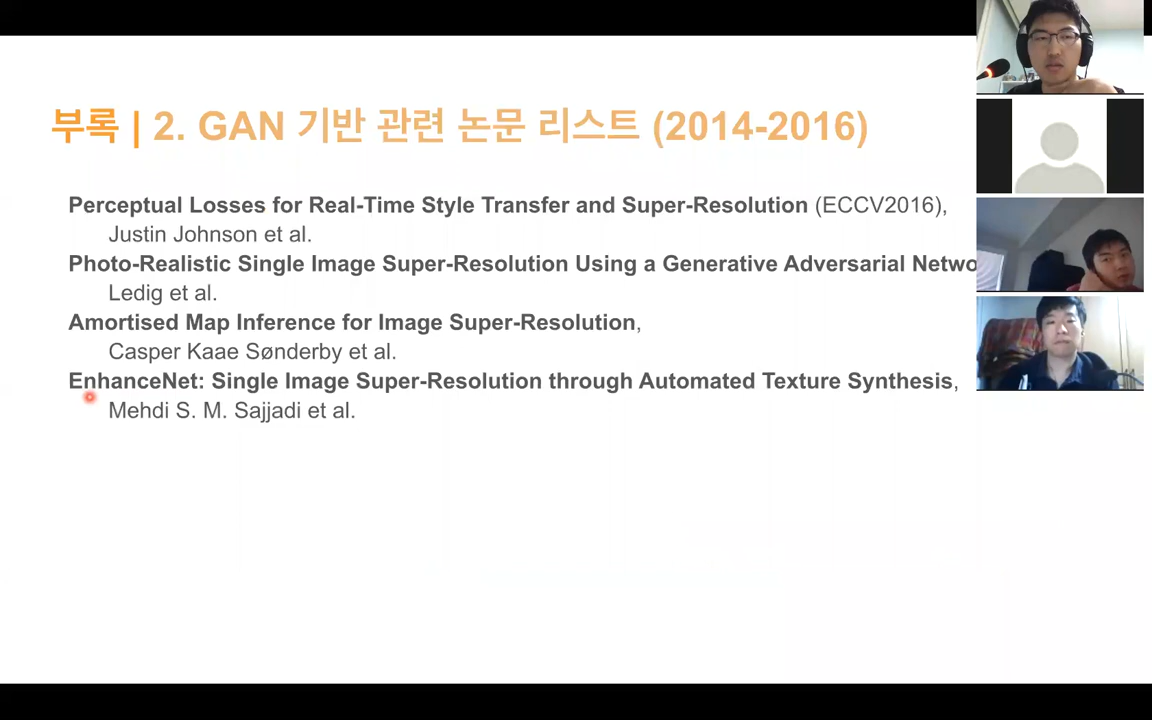 부록 | 2. GAN 기반 관련 논문 리스트 (2014-2016)
Perceptual Losses for Real-Time Style Transfer and Super-Resolution (ECCV2016),
Justin Johnson et al.
Photo-Realistic Single Image Super-Resolution Using a Generative Adversarial Netwo
Ledig et al.
Amortised Map Inference for Image Super-Resolution,
Casper Kaae Sønderby et al.
EnhanceNet: Single Image Super-Resolution through Automated Texture Synthesis,
Mehdi S. M. Sajjadi et al.